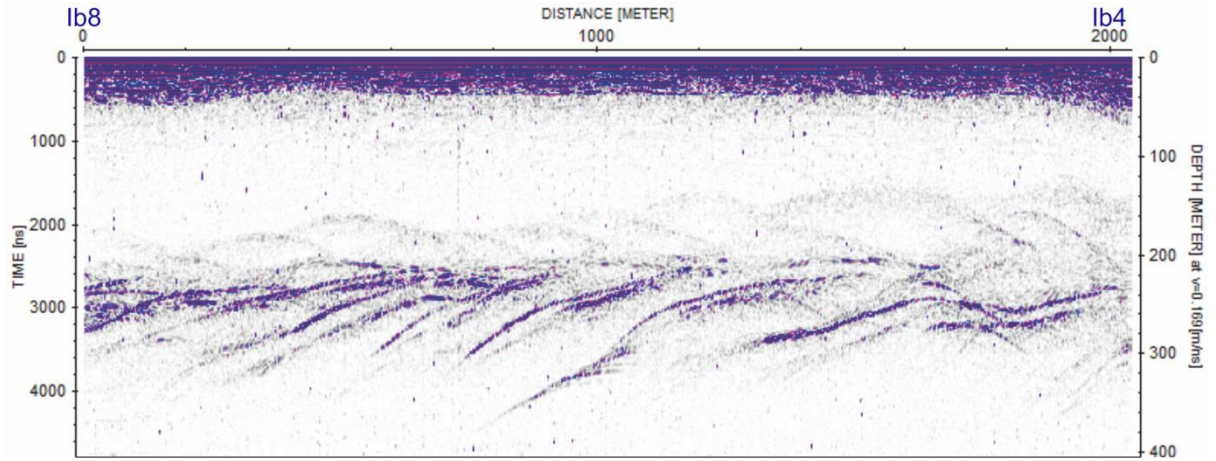 DISTANCE [METER]
Ib8
Ib4
0
1000
2000
0
1000
2000
3000
4000
TIME [ns]
0
100
200
300
400
DEPTH [METER] at v=0.169[m/ns]